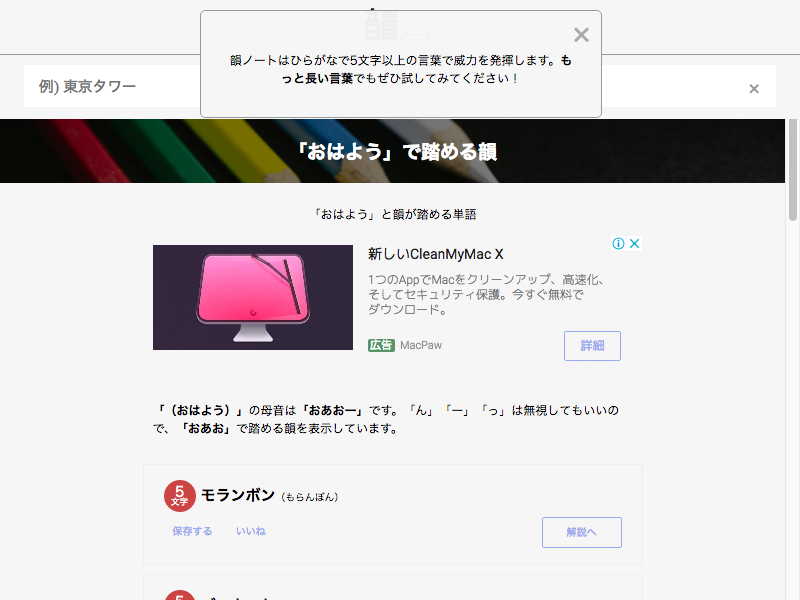 韻ノート
韻ノートはひらがなで5文字以上の言葉で威力を発揮します。も
っと長い言葉でもぜひ試してみてください！
例) 東京タワー
「おはよう」で踏める韻
「おはよう」と韻が踏める単語
新しいCleanMyMac X
1つのAppでMacをクリーンアップ、高速化、
そしてセキュリティ保護。今すぐ無料で
ダウンロード。
広告 MacPaw
詳細
「（おはよう）」の母音は「おあおー」です。「ん」「ー」「っ」は無視してもいいの
で、「おあお」で踏める韻を表示しています。
5
文字
モランボン（もらんぼん）
保存する いいね
解説へ
5